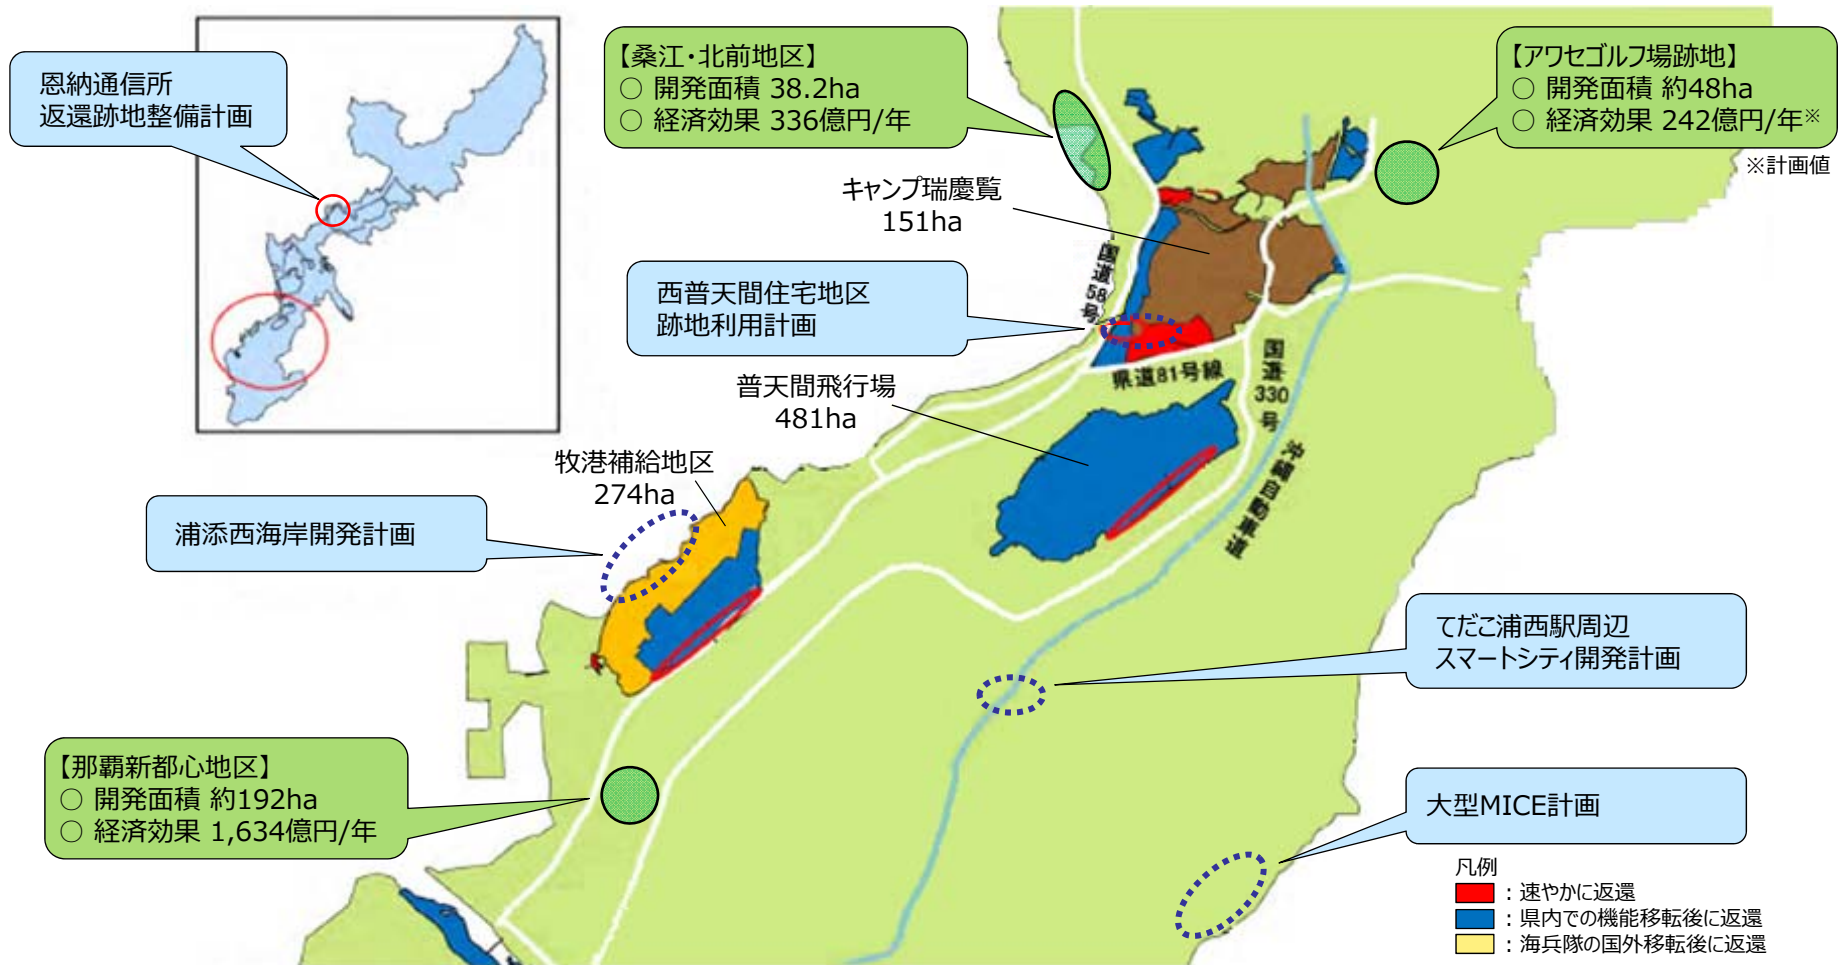 恩納通信所
返還跡地整備計画
【桑江・北前地区】
○ 開発面積 38.2ha
○ 経済効果 336億円/年
【アワセゴルフ場跡地】
○ 開発面積 約48ha
○ 経済効果 242億円/年※
※計画値
キャンプ瑞慶覧
151ha
国道58号
西普天間住宅地区
跡地利用計画
県道81号線
国道330号
普天間飛行場
481ha
沖縄自動車道
牧港補給地区
274ha
浦添西海岸開発計画
てだこ浦西駅周辺
スマートシティ開発計画
【那覇新都心地区】
○ 開発面積 約192ha
○ 経済効果 1,634億円/年
大型MICE計画
凡例
：速やかに返還
：県内での機能移転後に返還
：海兵隊の国外移転後に返還